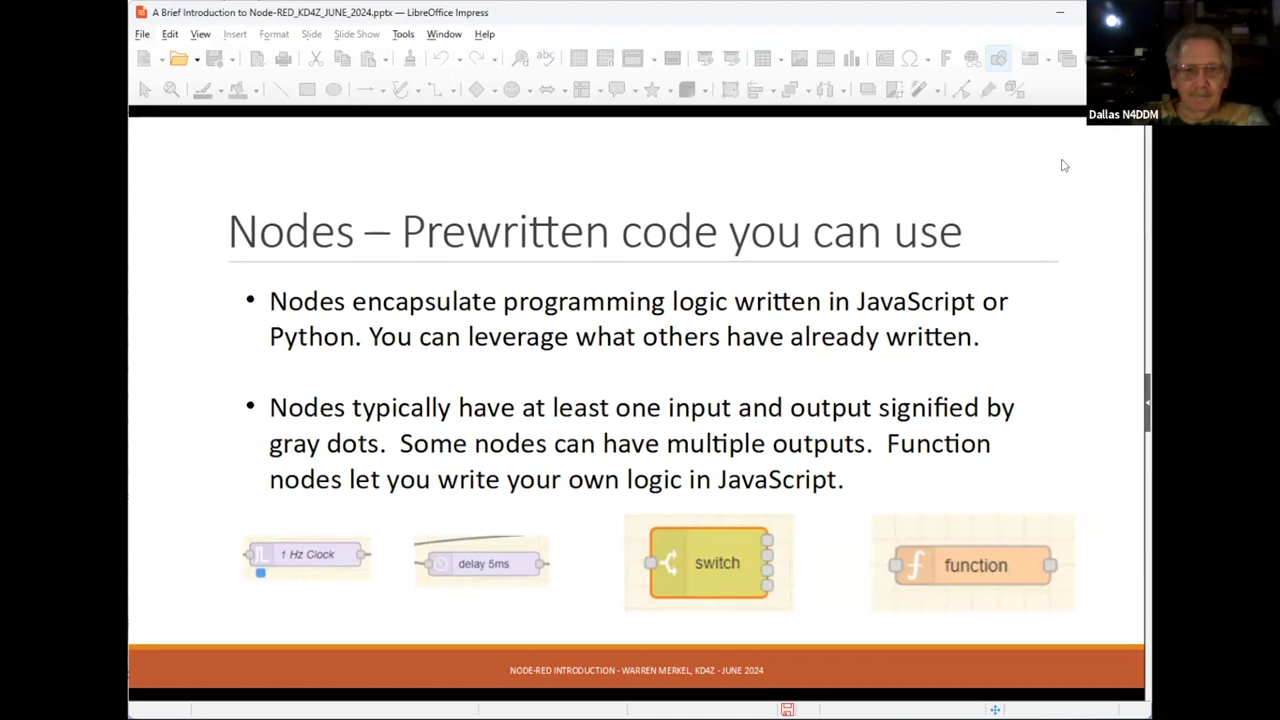 A Brief Introduction to Node-RED_KD4Z_JUNE_2024.pptx — LibreOffice Impress
File Edit View Insert Format Slide Slide Show Tools Window Help
Dallas N4DDM
Nodes – Prewritten code you can use
• Nodes encapsulate programming logic written in JavaScript or
Python. You can leverage what others have already written.
• Nodes typically have at least one input and output signified by
gray dots.  Some nodes can have multiple outputs.  Function
nodes let you write your own logic in JavaScript.
1 Hz Clock
delay 5ms
switch
function
NODE-RED INTRODUCTION - WARREN MERKEL, KD4Z - JUNE 2024